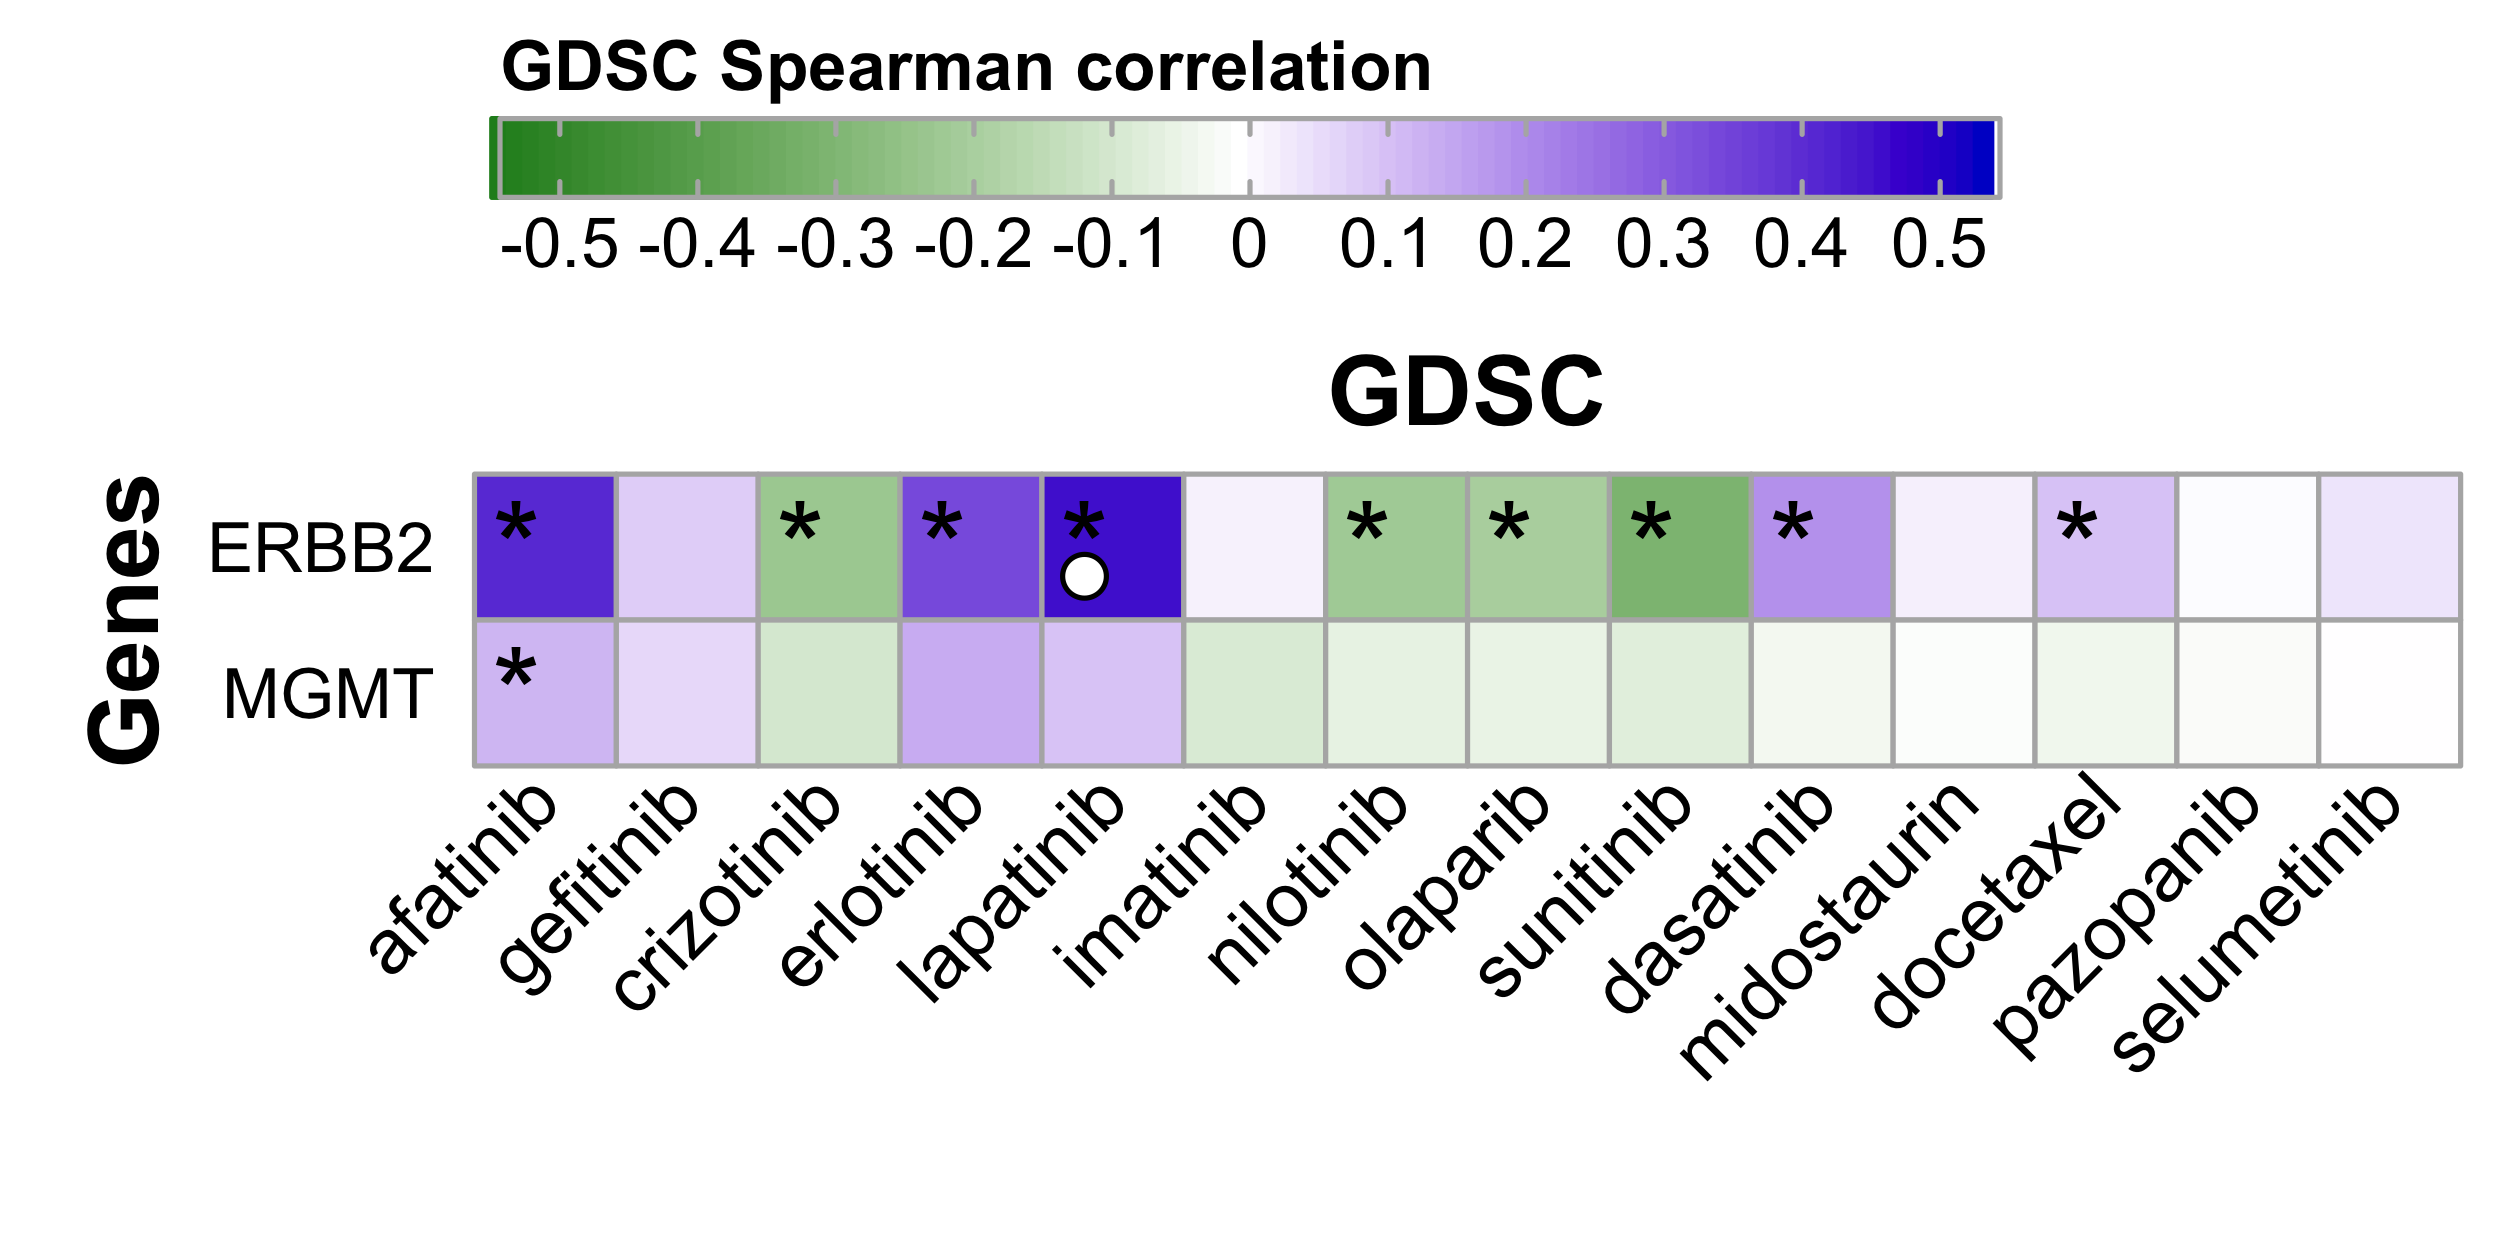 GDSC Spearman correlation
-0.5 -0.4 -0.3 -0.2 -0.1 0 0.1 0.2 0.3 0.4 0.5
GDSC
Genes
ERBB2 * * * * * * * * *
MGMT *
afatinib gefitinib crizotinib erlotinib lapatinib imatinib nilotinib olaparib sunitinib dasatinib midostaurin docetaxel pazopanib selumetinib